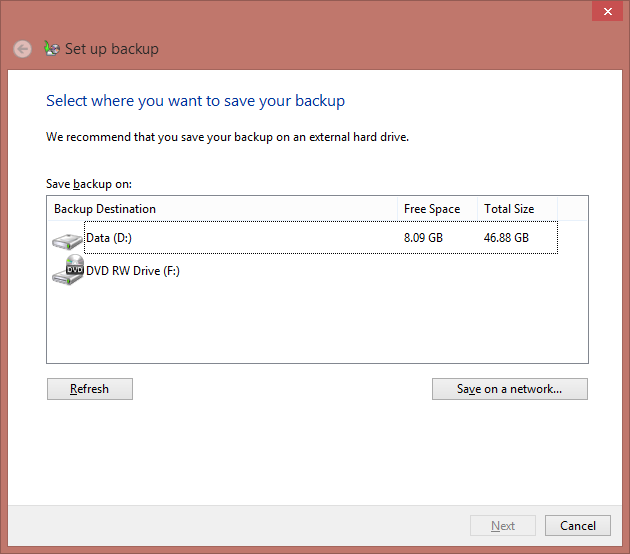 Set up backup
Select where you want to save your backup
We recommend that you save your backup on an external hard drive.
Save backup on:
Backup Destination Free Space Total Size
Data (D:) 8.09 GB 46.88 GB
DVD
DVD RW Drive (F:)
Refresh Save on a network...
Next Cancel